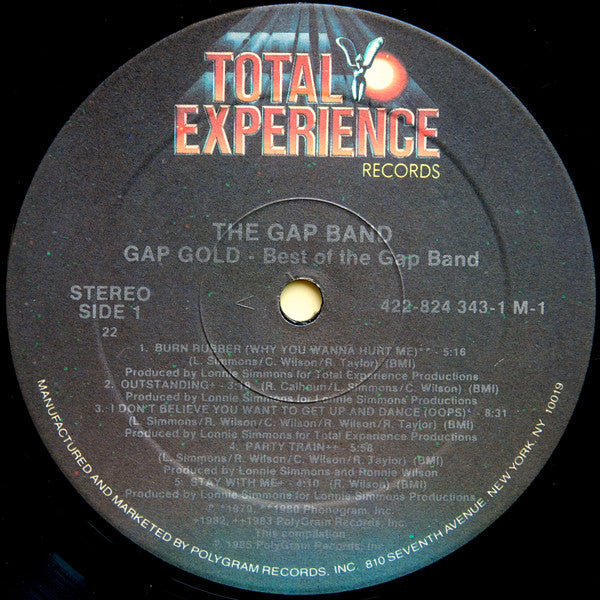 TOTAL
EXPERIENCE
RECORDS
THE GAP BAND
GAP GOLD - Best of the Gap Band
STEREO
SIDE 1
22
422-824 343-1 M-1
1. BURN RUBBER (WHY YOU WANNA HURT ME)** - 5:16
(L. Simmons/C. Wilson/R. Taylor) (BMI)
Produced by Lonnie Simmons for Total Experience Productions
2. OUTSTANDING+ - 3:18 (R. Calhoun/L. Simmons/C. Wilson) (BMI)
Produced by Lonnie Simmons for Lonnie Simmons Productions
3. I DON'T BELIEVE YOU WANT TO GET UP AND DANCE (OOPS)* - 8:31
(L. Simmons/R. Wilson/C. Wilson/R. Wilson/R. Taylor) (BMI)
Produced by Lonnie Simmons for Total Experience Productions
4. PARTY TRAIN++ - 5:58
(L. Simmons/R. Wilson/C. Wilson/R. Taylor) (BMI)
Produced by Lonnie Simmons and Ronnie Wilson
5. STAY WITH ME+ - 4:10 (R. Wilson) (BMI)
Produced by Lonnie Simmons for Lonnie Simmons Productions
℗ *1979, **1980 Phonogram, Inc.
+1982, ++1983 PolyGram Records, Inc.
This compilation
℗ 1985 PolyGram Records, Inc.
MANUFACTURED AND MARKETED BY POLYGRAM RECORDS, INC. 810 SEVENTH AVENUE, NEW YORK, NY 10019